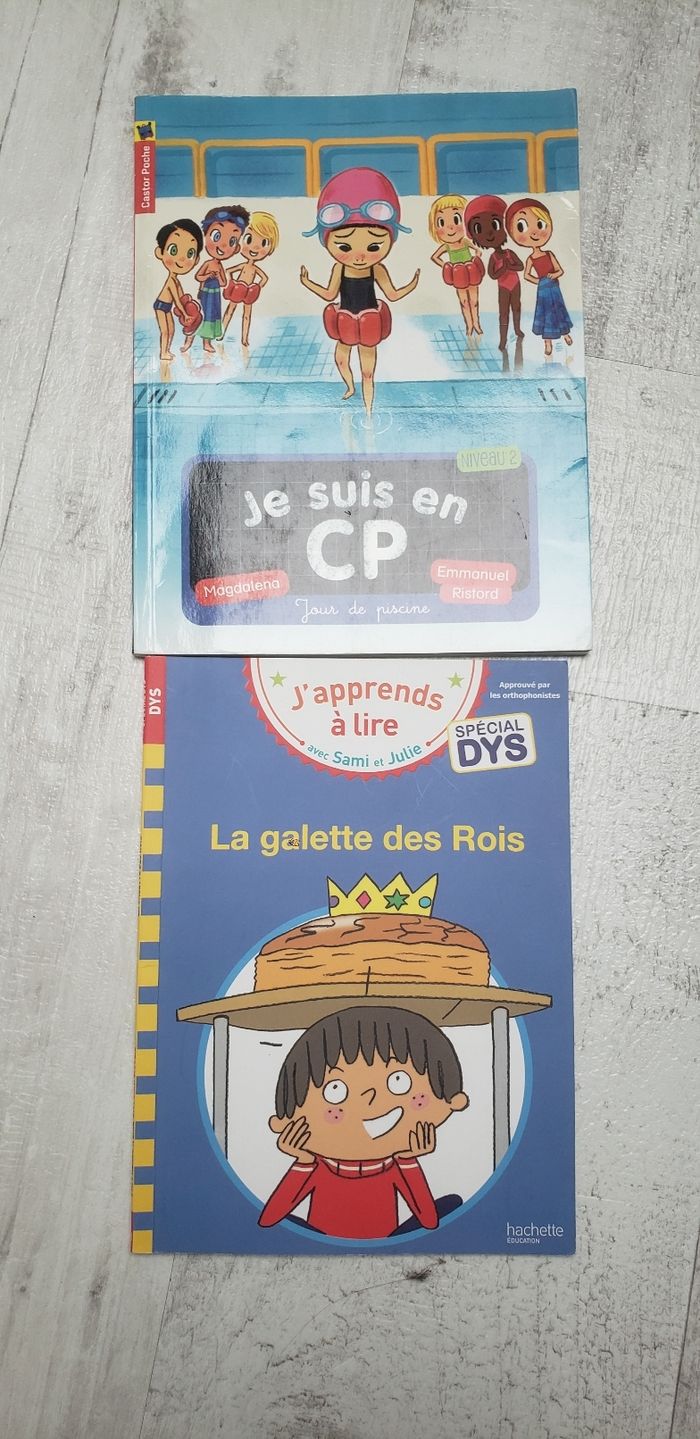 Castor Poche
NIVEAU 2
Je suis en
CP
Magdalena
Emmanuel
Ristord
Jour de piscine
DYS
J'apprends
à lire
avec Sami et Julie
Approuvé par
les orthophonistes
SPÉCIAL
DYS
La galette des Rois
hachette
ÉDUCATION